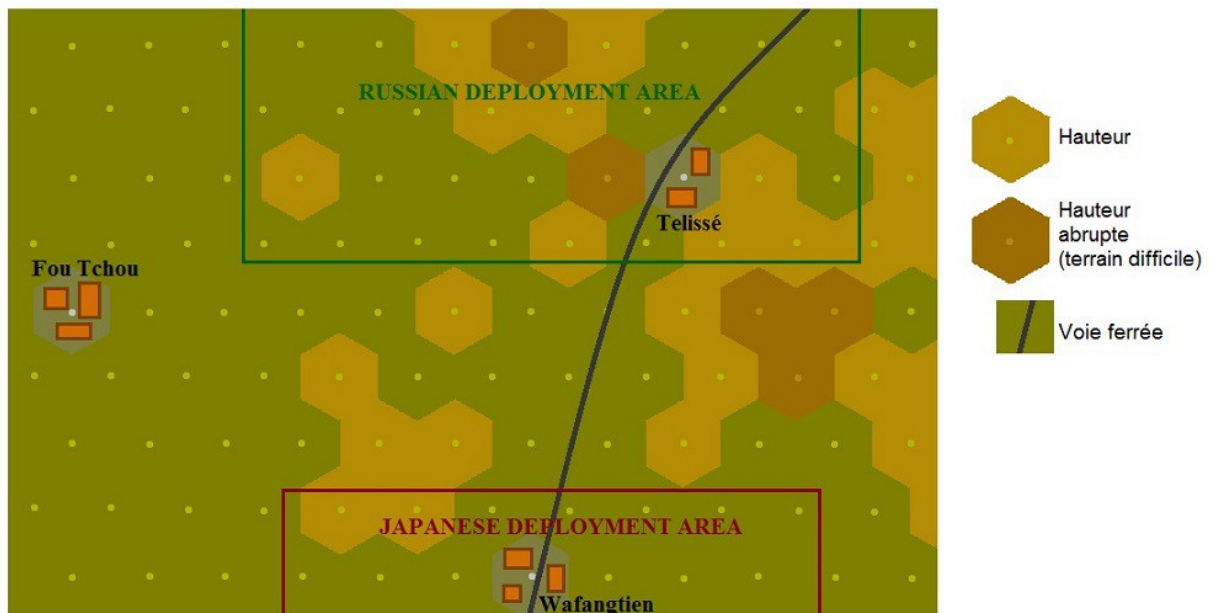 RUSSIAN DEPLOYMENT AREA
Hauteur
Telissé
Hauteur
abrupte
(terrain difficile)
Fou Tchou
Voie ferrée
JAPANESE DEPLOYMENT AREA
Wafangtien